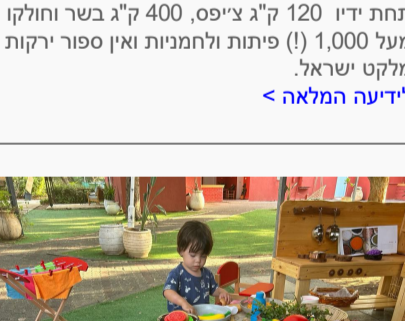 תחת ידיו 120 ק"ג צ׳יפס, 400 ק"ג בשר וחולקו
מעל 1,000 (!) פיתות ולחמניות ואין ספור ירקות
מלקט ישראל.
לידיעה המלאה >